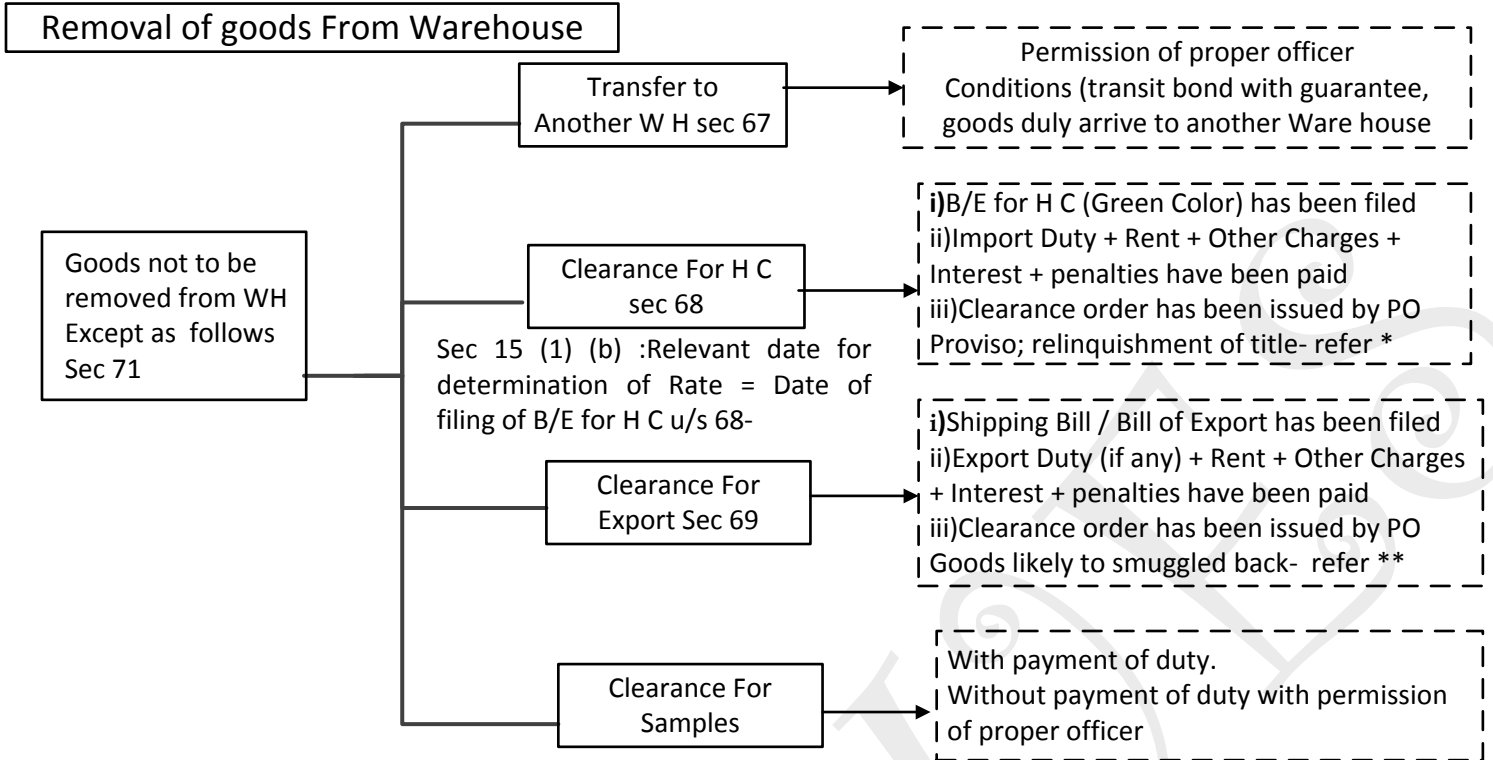 Removal of goods From Warehouse
Goods not to be
removed from WH
Except as follows
Sec 71
Transfer to
Another W H sec 67
Permission of proper officer
Conditions (transit bond with guarantee,
goods duly arrive to another Ware house
Clearance For H C
sec 68
Sec 15 (1) (b) :Relevant date for
determination of Rate = Date of
filing of B/E for H C u/s 68-
i)B/E for H C (Green Color) has been filed
ii)Import Duty + Rent + Other Charges +
Interest + penalties have been paid
iii)Clearance order has been issued by PO
Proviso; relinquishment of title- refer *
Clearance For
Export Sec 69
i)Shipping Bill / Bill of Export has been filed
ii)Export Duty (if any) + Rent + Other Charges
+ Interest + penalties have been paid
iii)Clearance order has been issued by PO
Goods likely to smuggled back- refer **
Clearance For
Samples
With payment of duty.
Without payment of duty with permission
of proper officer